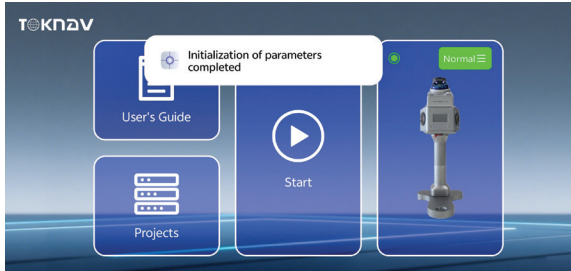 TOKNAV
Initialization of parameters
completed
Normal
User's Guide
Start
Projects